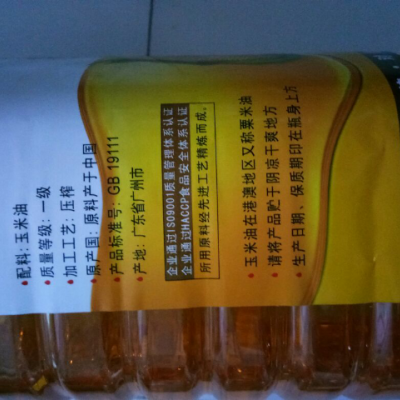 •配料: 玉米油
•质量等级: 一级
•加工工艺: 压榨
•原产国: 原料产于中国
•产品标准号: GB 19111
•产地: 广东省广州市
企业通过ISO9001质量管理体系认证
企业通过HACCP食品安全体系认证
所用原料经先进工艺精炼而成。
•玉米油在港澳地区又称粟米油
•请将产品贮于阴凉干爽地方
•生产日期、保质期印在瓶身上方